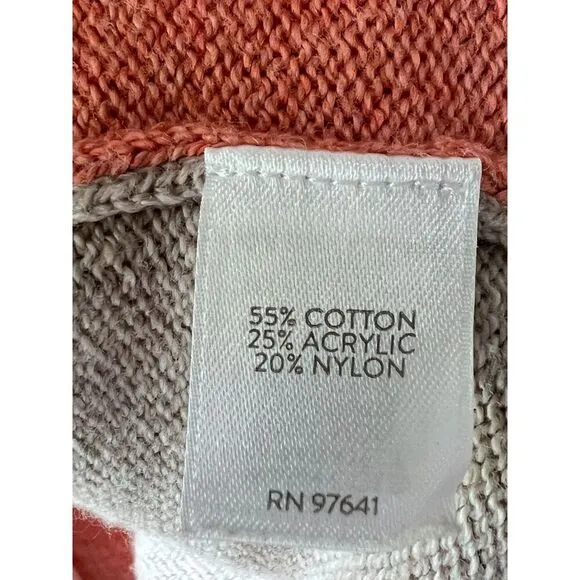 55% COTTON
25% ACRYLIC
20% NYLON
RN 97641